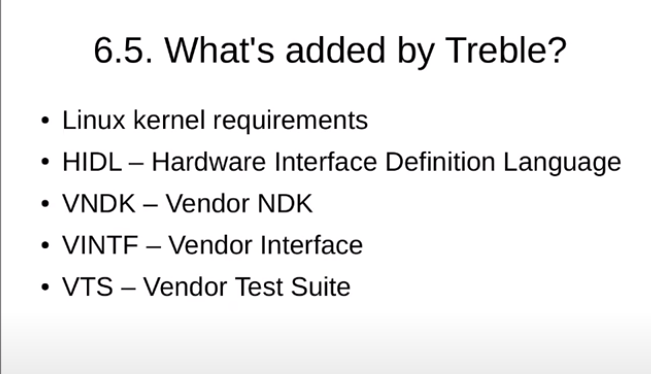 6.5. What's added by Treble?
• Linux kernel requirements
• HIDL – Hardware Interface Definition Language
• VNDK – Vendor NDK
• VINTF – Vendor Interface
• VTS – Vendor Test Suite